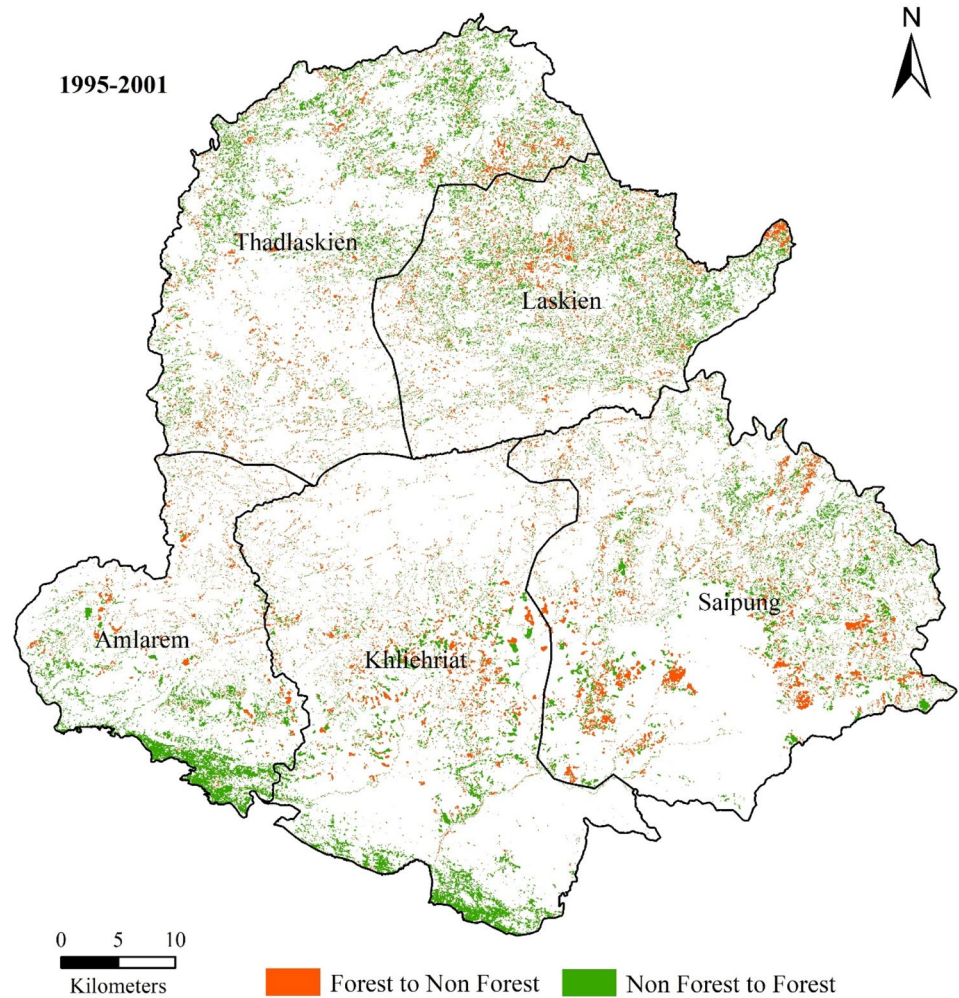 N
1995-2001
Thadlaskien
Laskien
Saipung
Amlarem
Khliehriat
0 5 10
Kilometers
Forest to Non Forest
Non Forest to Forest